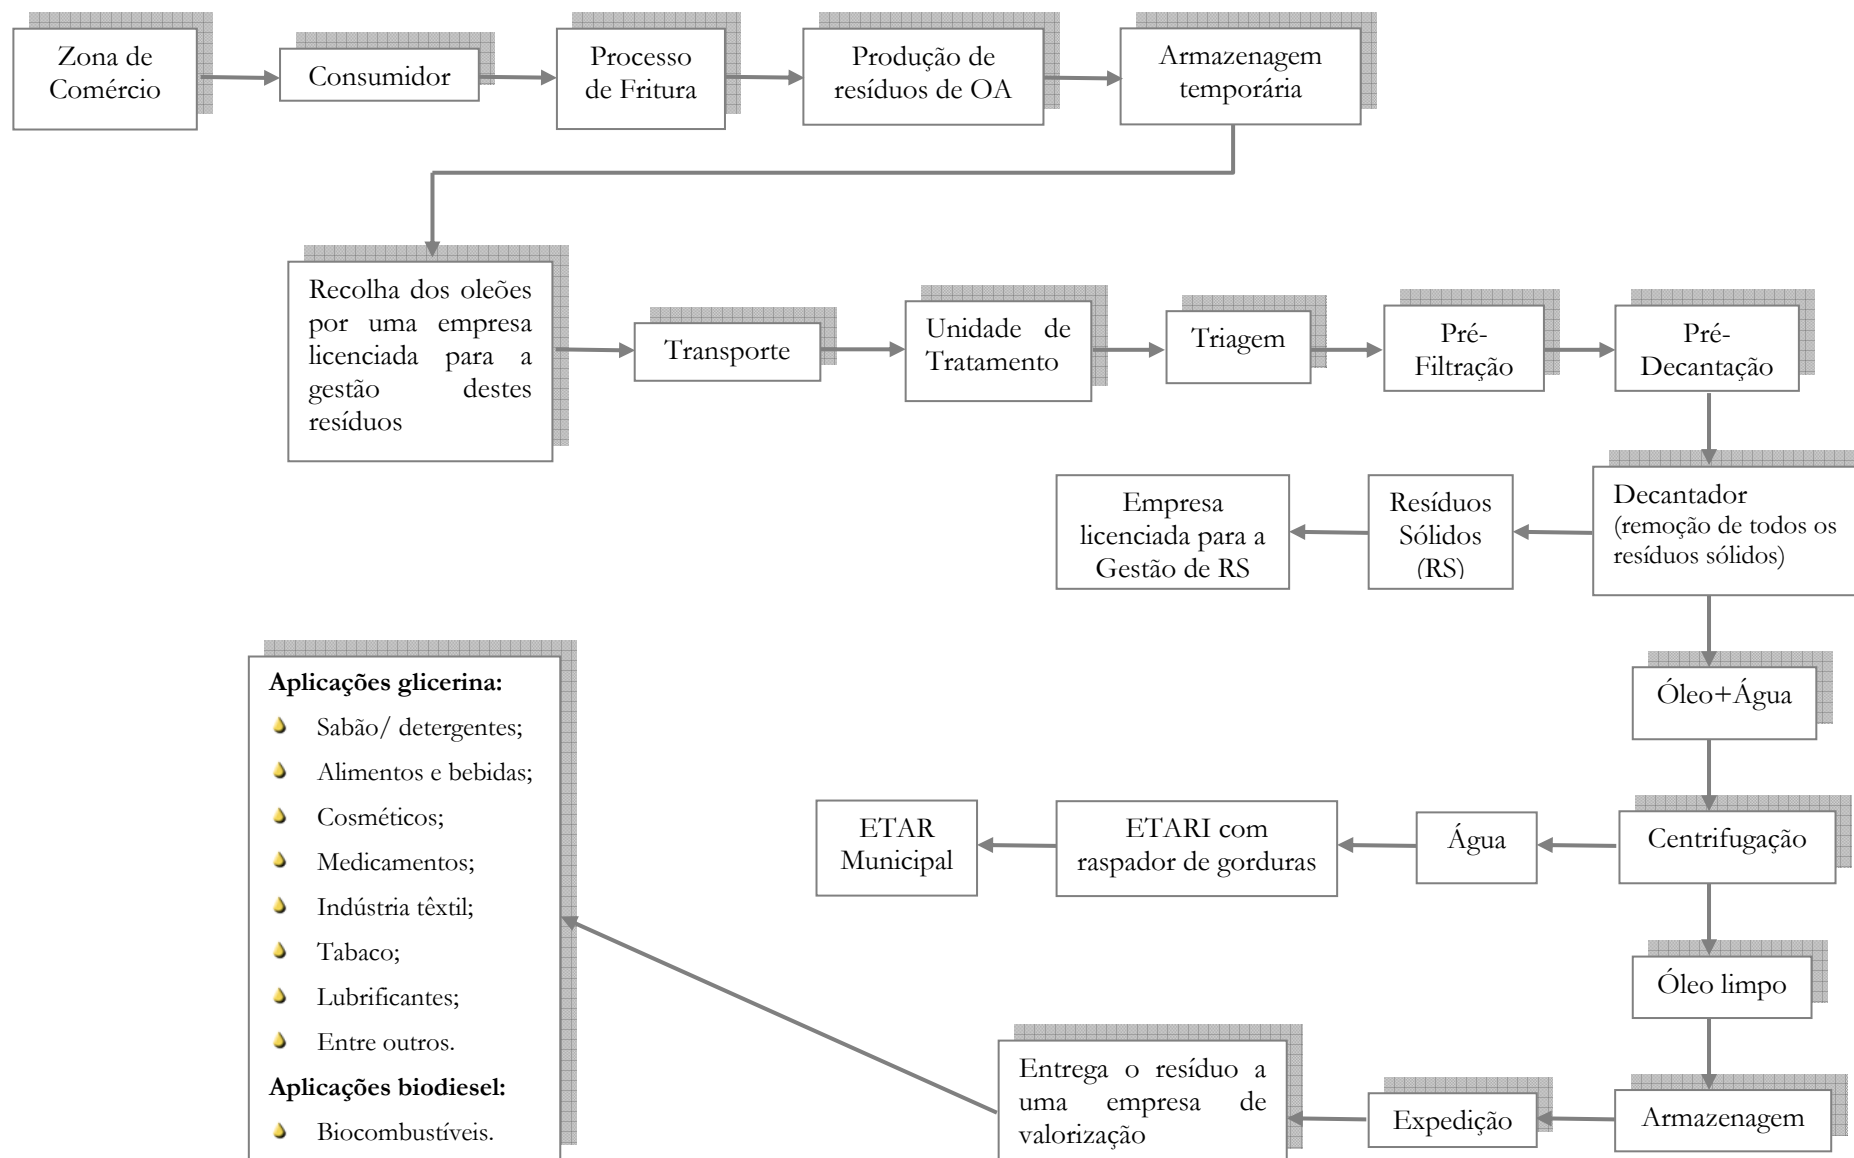 Zona de
Comércio
Consumidor
Processo
de Fritura
Produção de
resíduos de OA
Armazenagem
temporária
Recolha dos oleões
por uma empresa
licenciada para a
gestão destes
resíduos
Transporte
Unidade de
Tratamento
Triagem
Pré-
Filtração
Pré-
Decantação
Decantador
(remoção de todos os
resíduos sólidos)
Resíduos
Sólidos
(RS)
Empresa
licenciada para a
Gestão de RS
Óleo+Água
Centrifugação
Água
ETARI com
raspador de gorduras
ETAR
Municipal
Óleo limpo
Armazenagem
Expedição
Entrega o resíduo a
uma empresa de
valorização
Aplicações glicerina:
Sabão/ detergentes;
Alimentos e bebidas;
Cosméticos;
Medicamentos;
Indústria têxtil;
Tabaco;
Lubrificantes;
Entre outros.
Aplicações biodiesel:
Biocombustíveis.